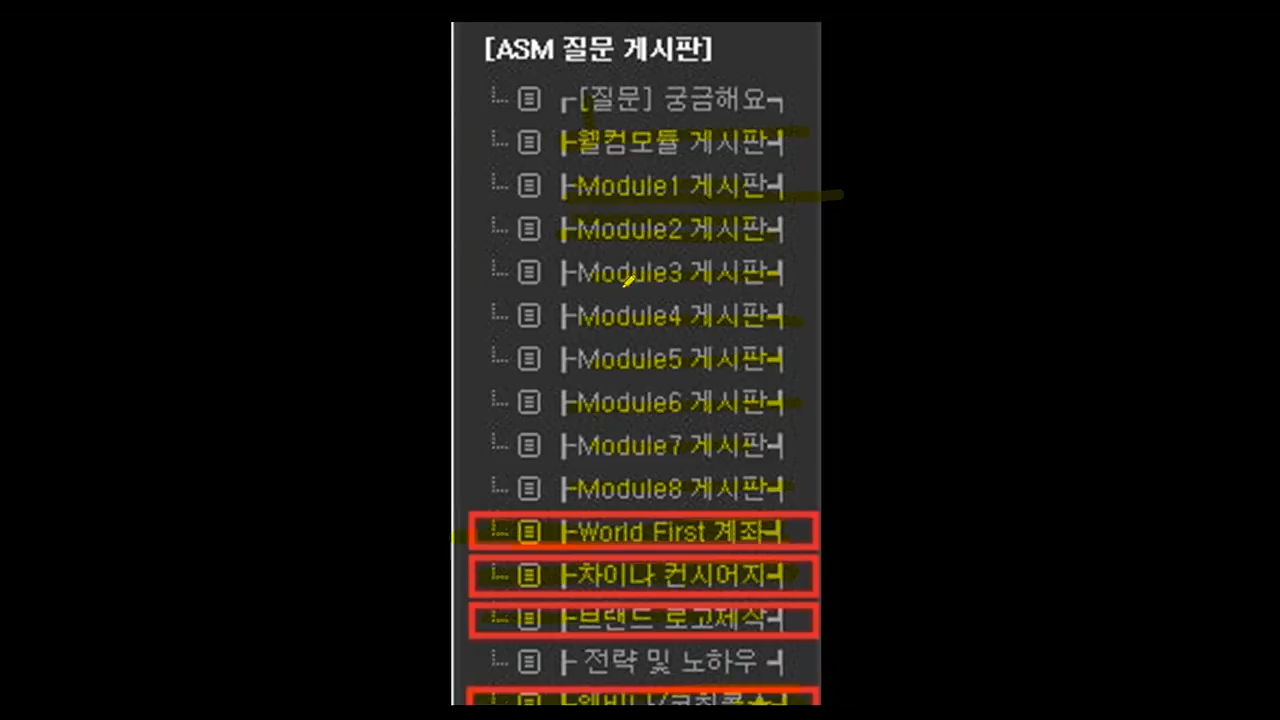 [ASM 질문 게시판]
┌[질문] 궁금해요┐
├웰컴모듈 게시판┤
├Module1 게시판┤
├Module2 게시판┤
├Module3 게시판┤
├Module4 게시판┤
├Module5 게시판┤
├Module6 게시판┤
├Module7 게시판┤
├Module8 게시판┤
├World First 계좌┤
├차이나 컨시어지┤
├브랜드 로고제작┤
├ 전략 및 노하우 ┤